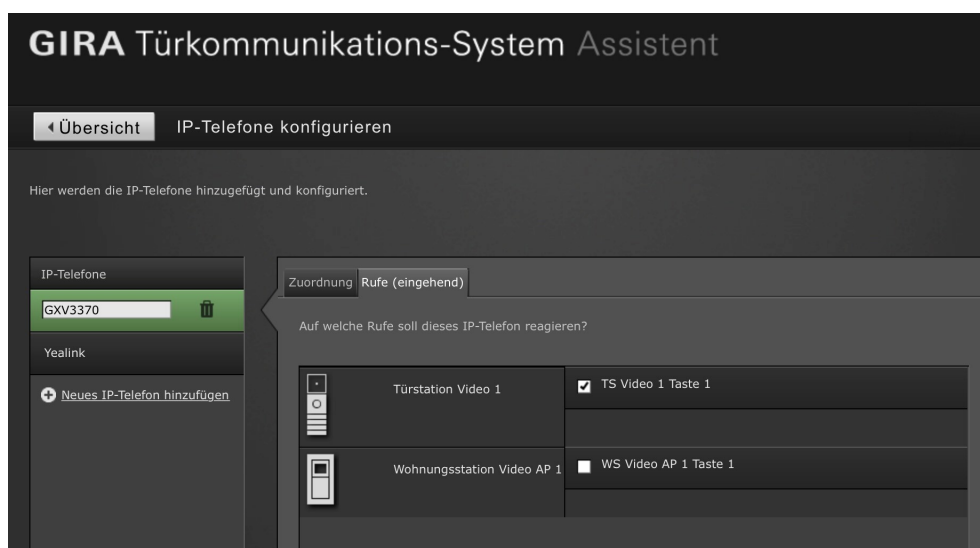 GIRA Türkommunikations-System Assistent
Übersicht IP-Telefone konfigurieren
Hier werden die IP-Telefone hinzugefügt und konfiguriert.
IP-Telefone
GXV3370
Yealink
Neues IP-Telefon hinzufügen
Zuordnung Rufe (eingehend)
Auf welche Rufe soll dieses IP-Telefon reagieren?
Türstation Video 1 TS Video 1 Taste 1
Wohnungsstation Video AP 1 WS Video AP 1 Taste 1